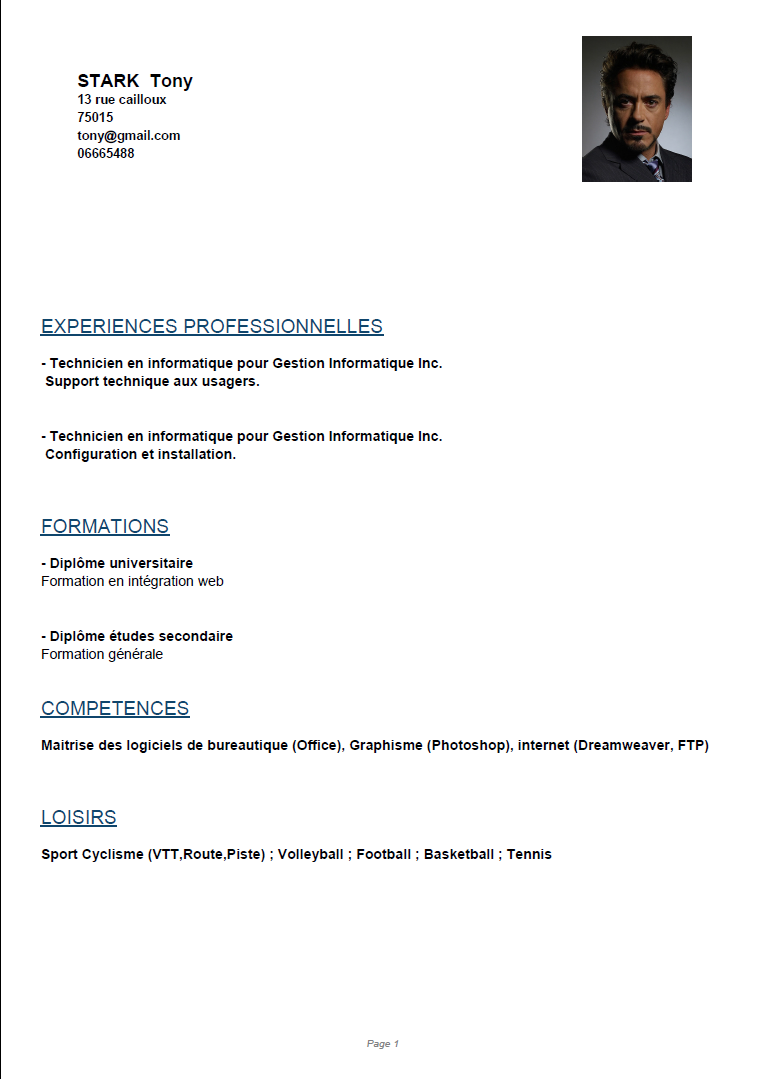 STARK  Tony
13 rue cailloux
75015
tony@gmail.com
06665488
EXPERIENCES PROFESSIONNELLES
- Technicien en informatique pour Gestion Informatique Inc.
Support technique aux usagers.
- Technicien en informatique pour Gestion Informatique Inc.
Configuration et installation.
FORMATIONS
- Diplôme universitaire
Formation en intégration web
- Diplôme études secondaire
Formation générale
COMPETENCES
Maitrise des logiciels de bureautique (Office), Graphisme (Photoshop), internet (Dreamweaver, FTP)
LOISIRS
Sport Cyclisme (VTT,Route,Piste) ; Volleyball ; Football ; Basketball ; Tennis
Page 1